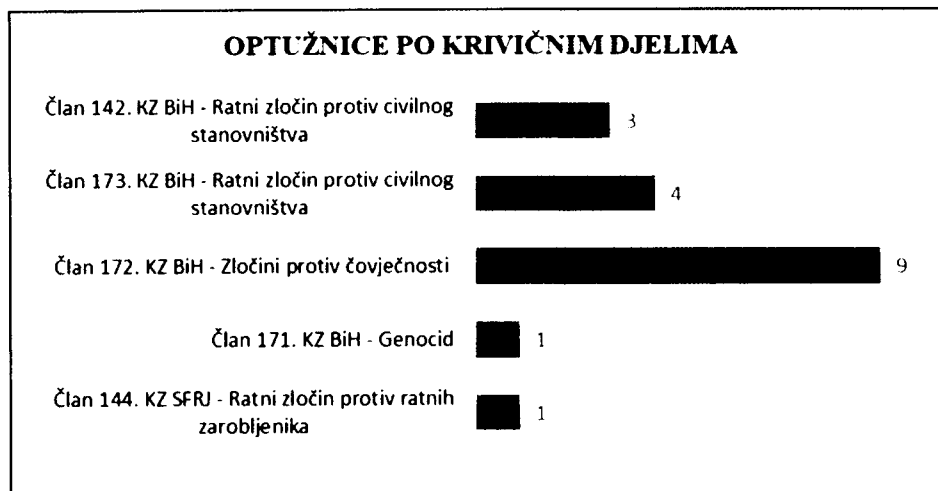 OPTUŽNICE PO KRIVIČNIM DJELIMA
Član 142. KZ BiH - Ratni zločin protiv civilnog
stanovništva
3
Član 173. KZ BiH - Ratni zločin protiv civilnog
stanovništva
4
Član 172. KZ BiH - Zločini protiv čovječnosti
9
Član 171. KZ BiH - Genocid
1
Član 144. KZ SFRJ - Ratni zločin protiv ratnih
zarobljenika
1